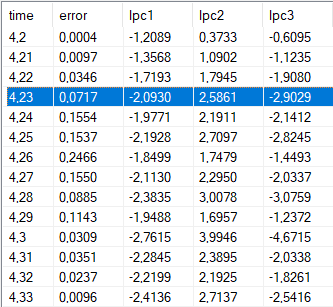 time error lpc1 lpc2 lpc3
4,2 0,0004 -1,2089 0,3733 -0,6095
4,21 0,0097 -1,3568 1,0902 -1,1235
4,22 0,0346 -1,7193 1,7945 -1,9080
4,23 0,0717 -2,0930 2,5861 -2,9029
4,24 0,1554 -1,9771 2,1911 -2,1412
4,25 0,1537 -2,1928 2,7097 -2,8245
4,26 0,2466 -1,8499 1,7479 -1,4493
4,27 0,1550 -2,1130 2,2950 -2,0337
4,28 0,0885 -2,3835 3,0078 -3,0759
4,29 0,1143 -1,9488 1,6957 -1,2372
4,3 0,0309 -2,7615 3,9946 -4,6715
4,31 0,0351 -2,2845 2,3895 -2,0338
4,32 0,0237 -2,2199 2,1925 -1,8261
4,33 0,0096 -2,4136 2,7137 -2,5416